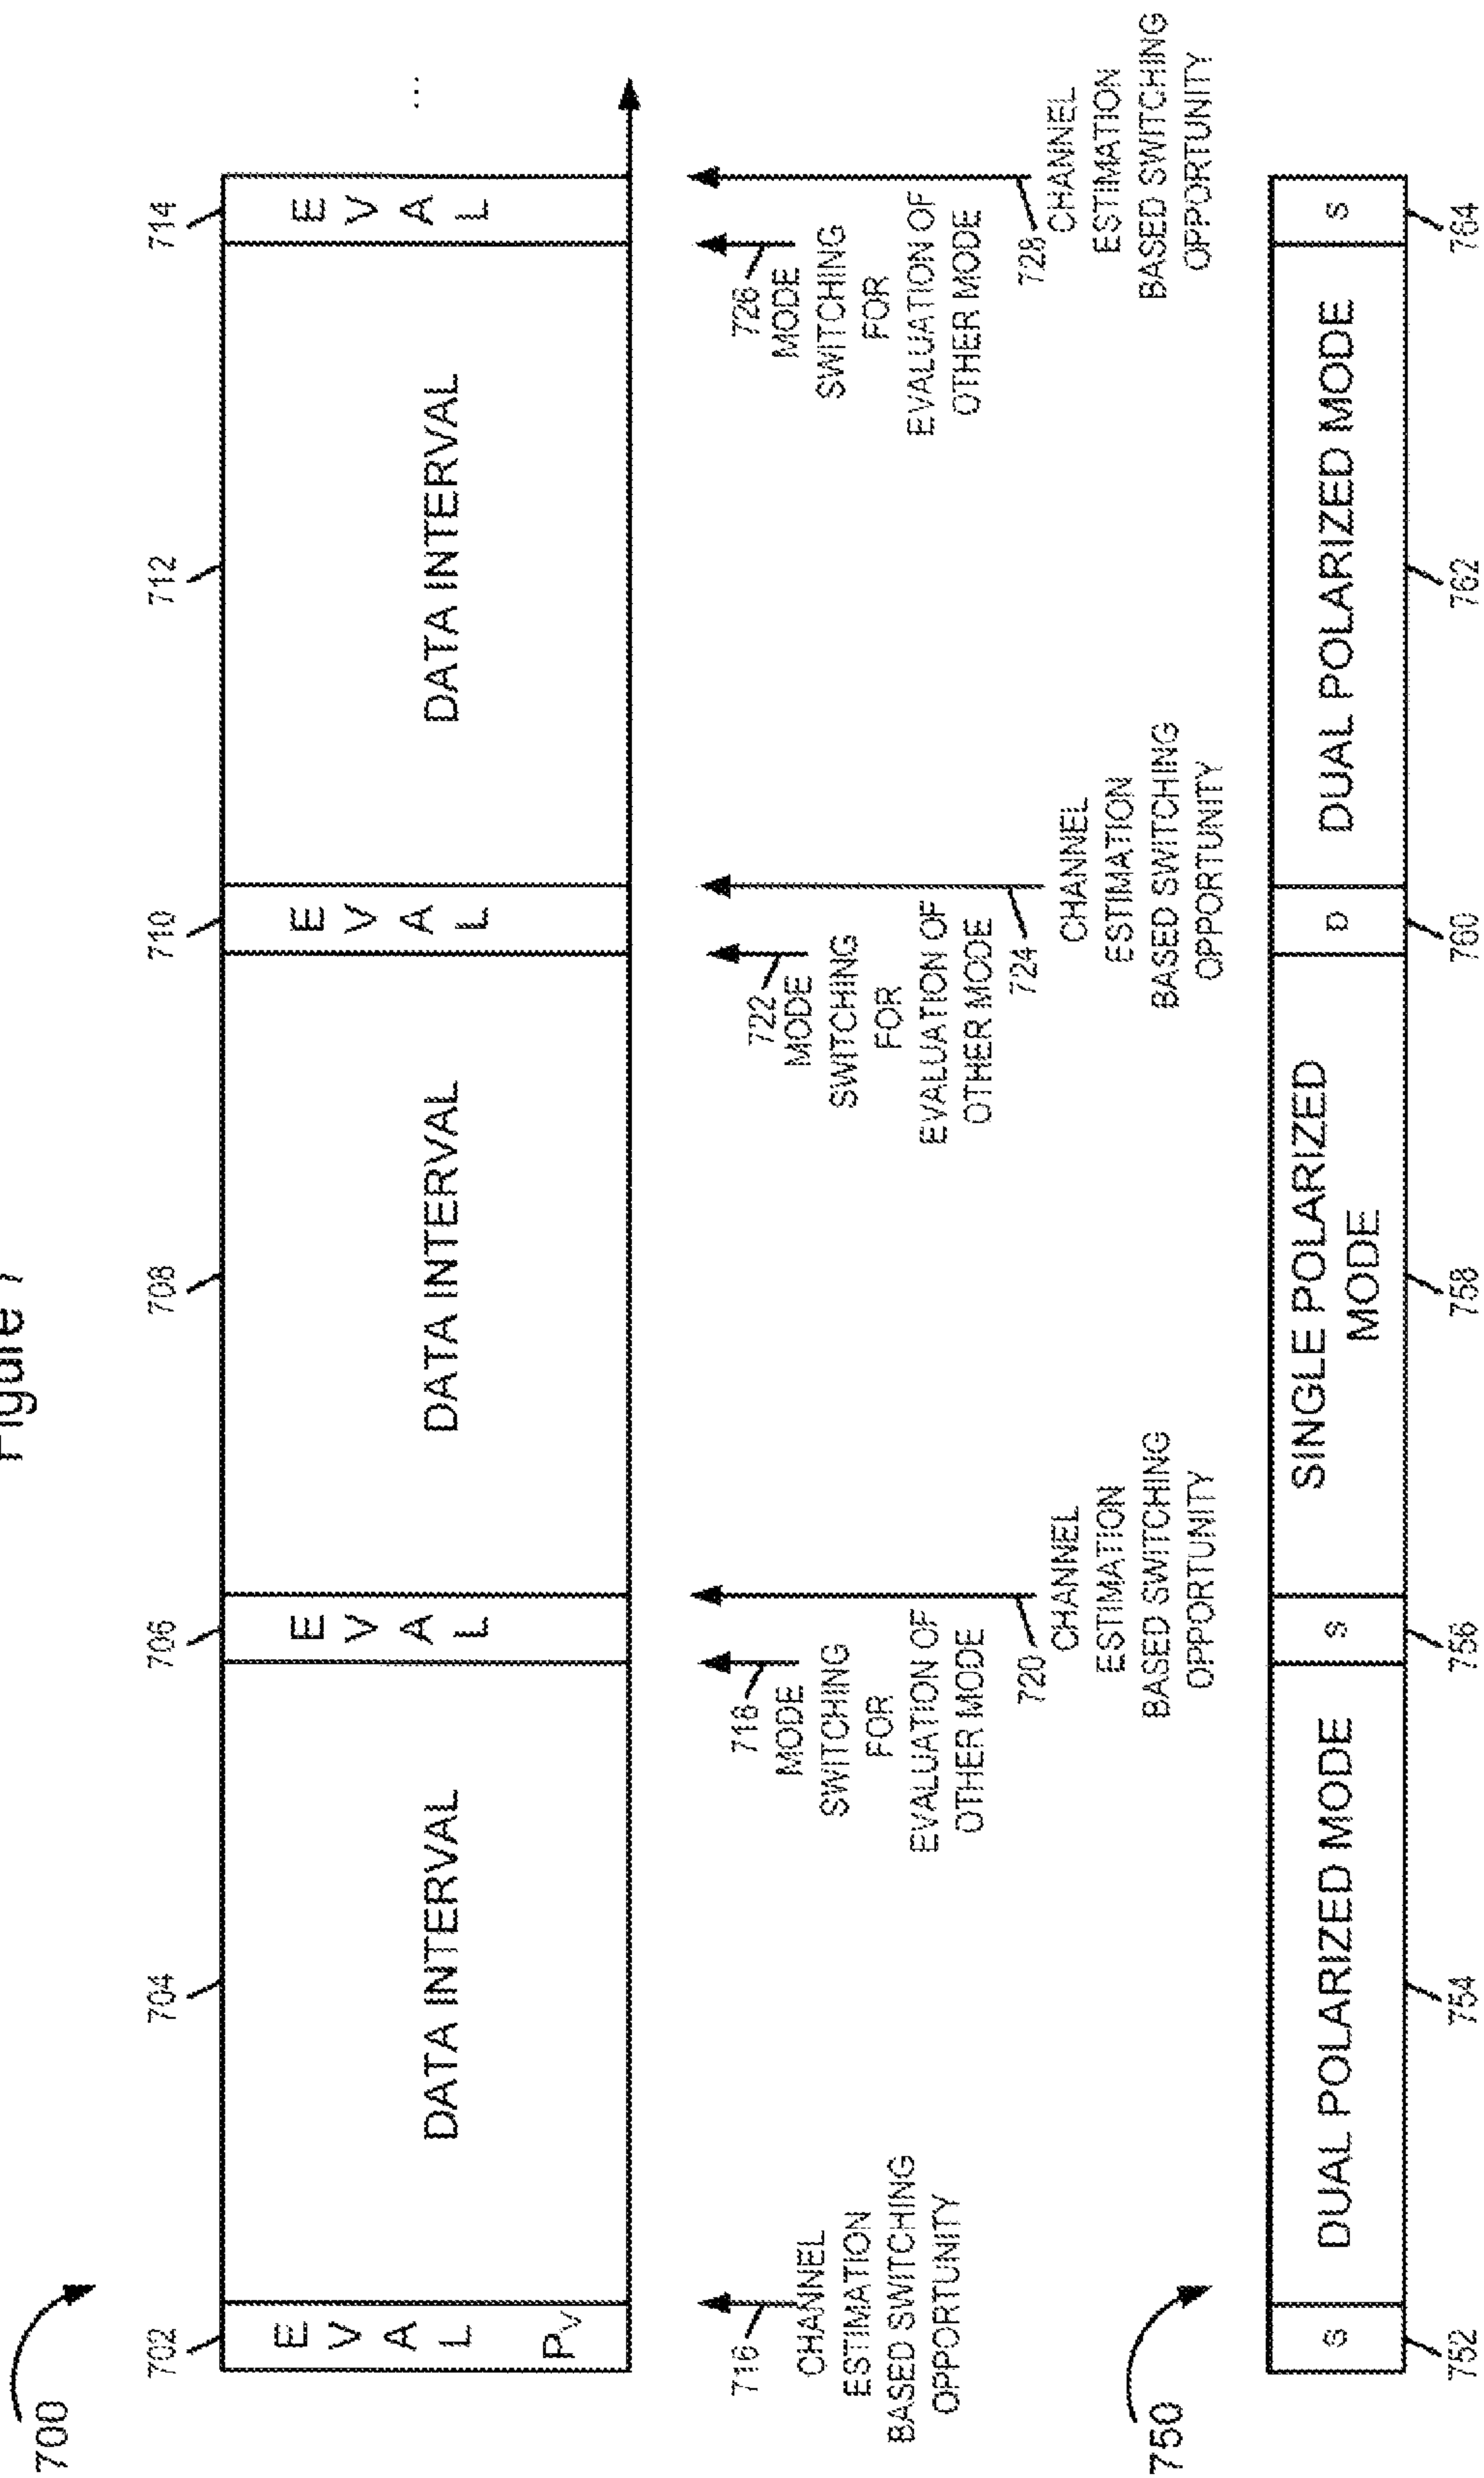 Figure 7
700
702
704
706
708
710
712
714
E V A L
P_V
DATA INTERVAL
E V A L
DATA INTERVAL
E V A L
DATA INTERVAL
E V A L
...
716
CHANNEL
ESTIMATION
BASED SWITCHING
OPPORTUNITY
718
MODE
SWITCHING
FOR
EVALUATION OF
OTHER MODE
720
CHANNEL
ESTIMATION
BASED SWITCHING
OPPORTUNITY
722
MODE
SWITCHING
FOR
EVALUATION OF
OTHER MODE
724
CHANNEL
ESTIMATION
BASED SWITCHING
OPPORTUNITY
726
MODE
SWITCHING
FOR
EVALUATION OF
OTHER MODE
728
CHANNEL
ESTIMATION
BASED SWITCHING
OPPORTUNITY
750
S
DUAL POLARIZED MODE
S
SINGLE POLARIZED
MODE
D
DUAL POLARIZED MODE
S
752
754
756
758
760
762
764